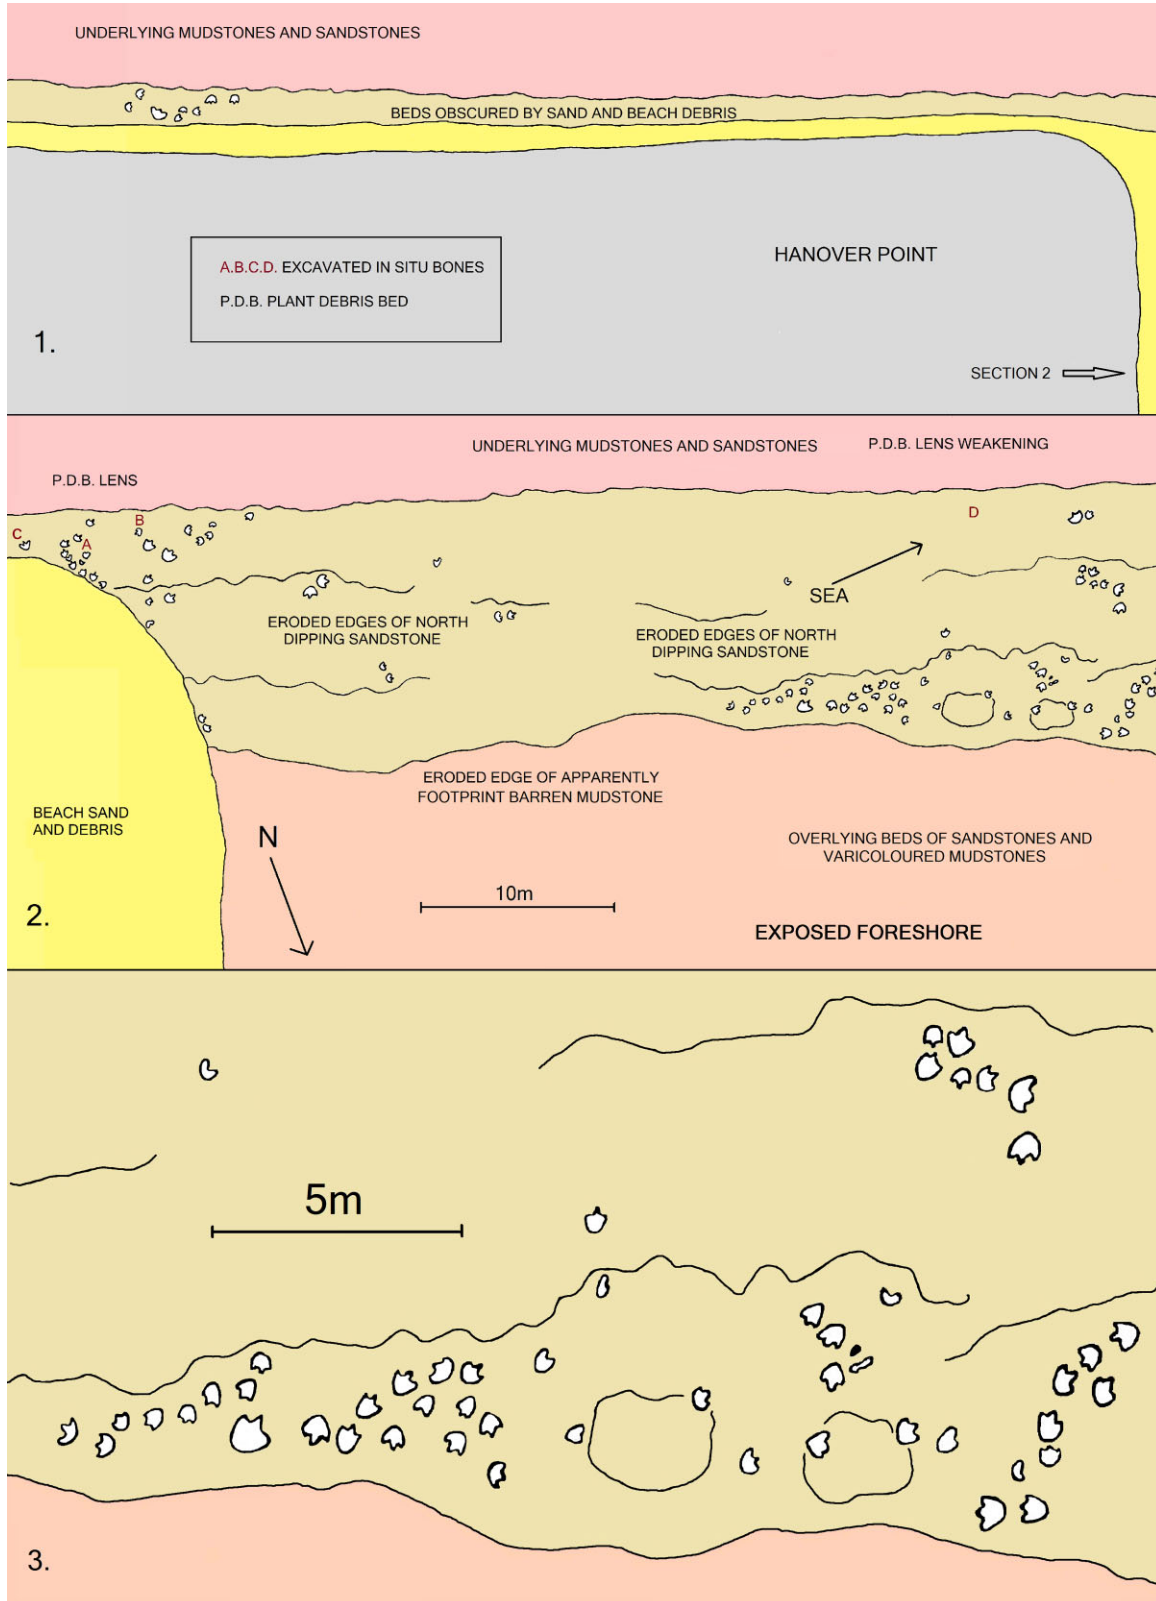 UNDERLYING MUDSTONES AND SANDSTONES
BEDS OBSCURED BY SAND AND BEACH DEBRIS
HANOVER POINT
A.B.C.D. EXCAVATED IN SITU BONES
P.D.B. PLANT DEBRIS BED
1.
SECTION 2
UNDERLYING MUDSTONES AND SANDSTONES
P.D.B. LENS WEAKENING
P.D.B. LENS
C
A
B
D
SEA
ERODED EDGES OF NORTH
DIPPING SANDSTONE
ERODED EDGES OF NORTH
DIPPING SANDSTONE
ERODED EDGE OF APPARENTLY
FOOTPRINT BARREN MUDSTONE
BEACH SAND
AND DEBRIS
N
OVERLYING BEDS OF SANDSTONES AND
VARICOLOURED MUDSTONES
10m
2.
EXPOSED FORESHORE
5m
3.